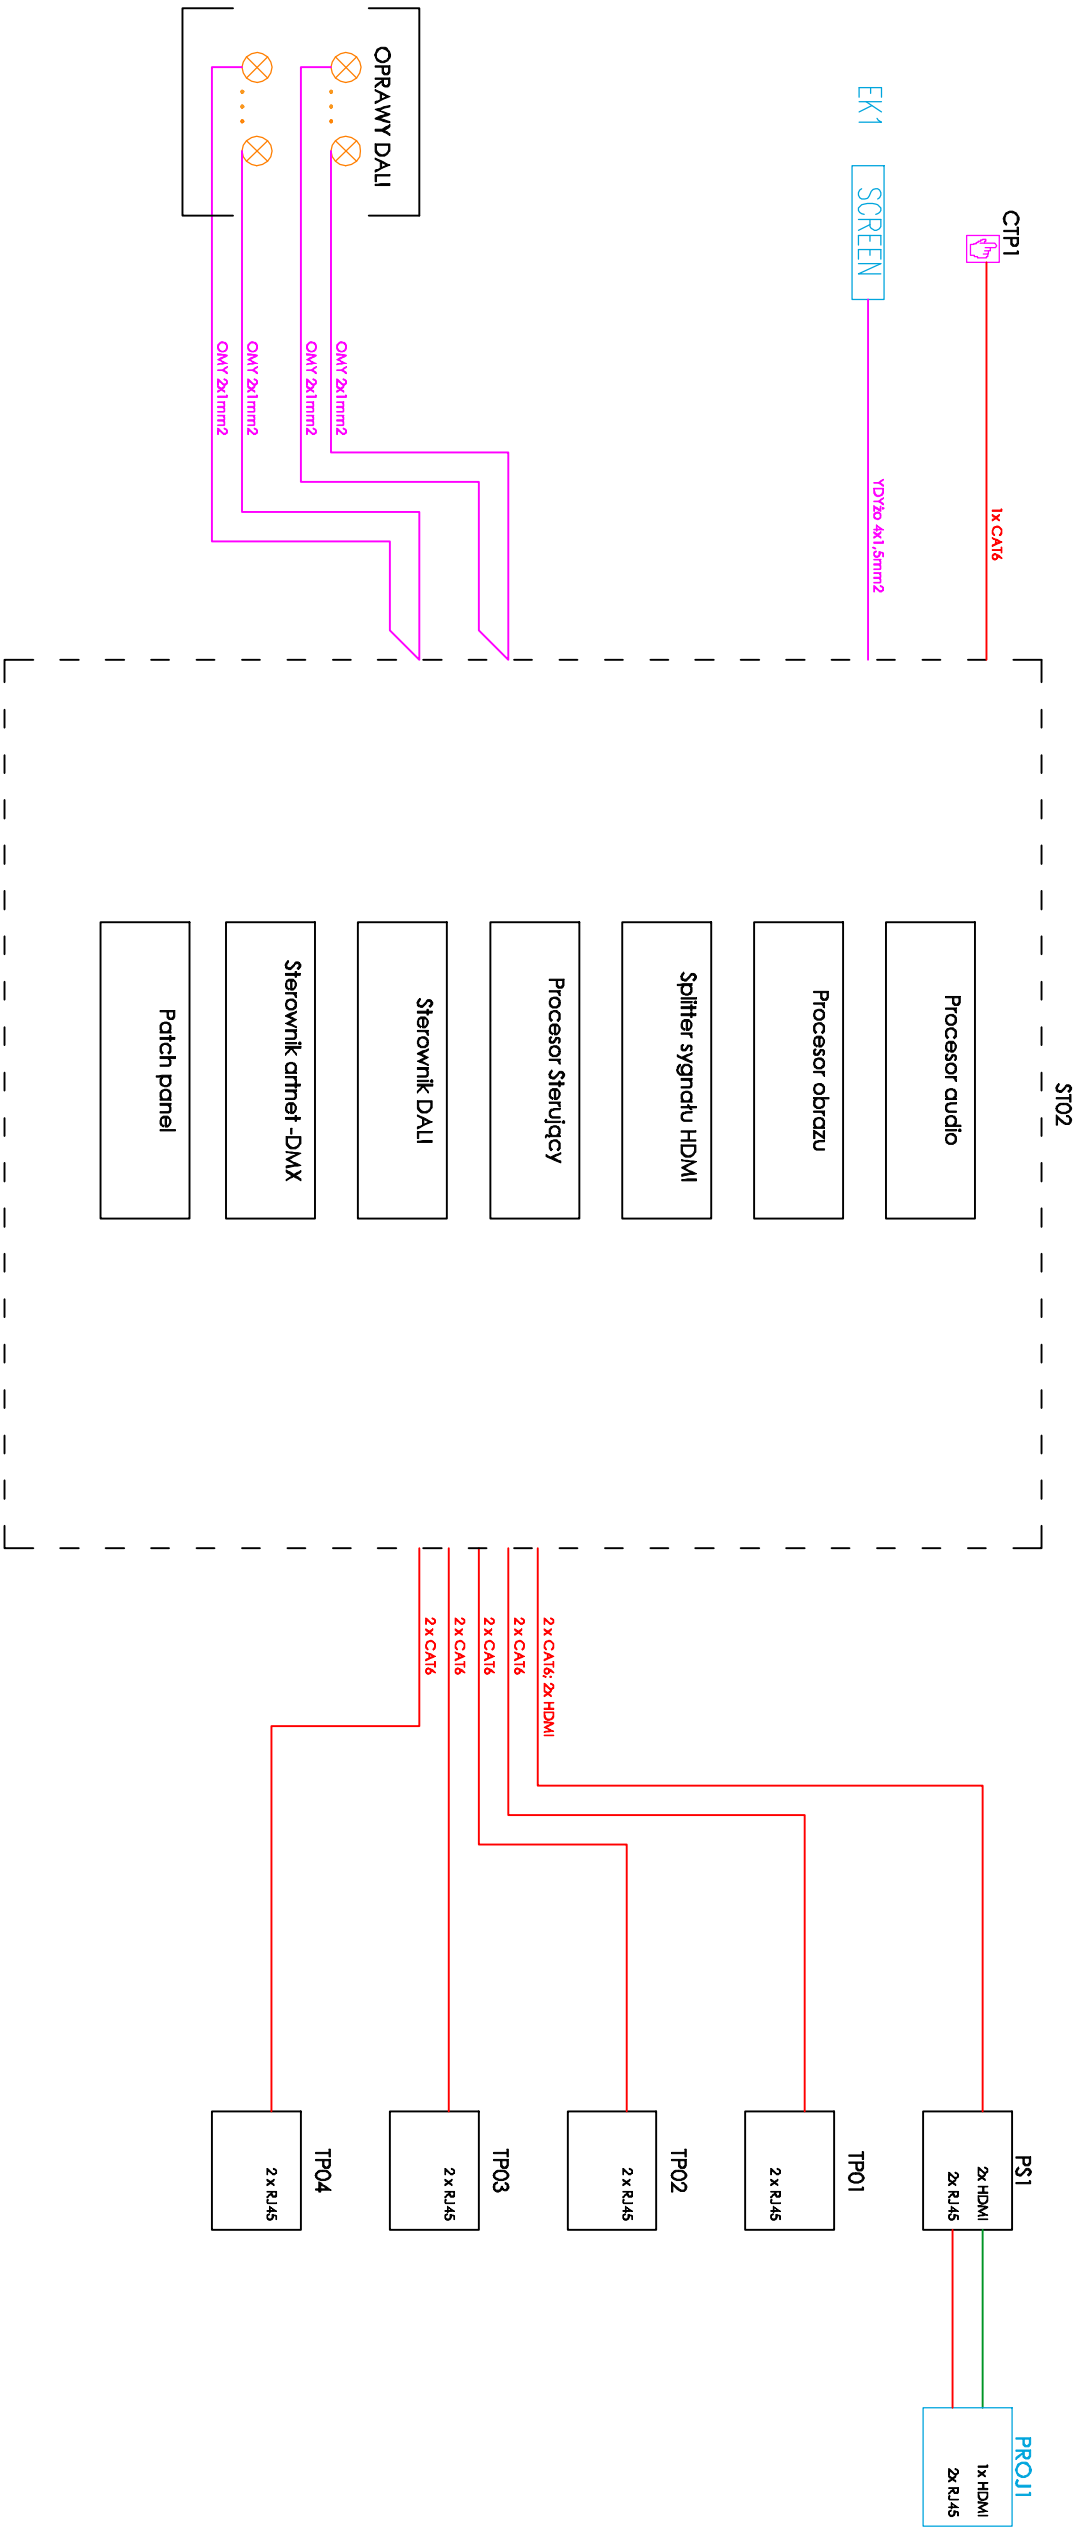 ST02
CTP1
1x CAT6
EK1
SCREEN
YDYżo 4x1,5mm2
OPRAWY DALI
OMY 2x1mm2
OMY 2x1mm2
OMY 2x1mm2
OMY 2x1mm2
Procesor audio
Procesor obrazu
Splitter sygnału HDMI
Procesor Sterujący
Sterownik DALI
Sterownik artnet -DMX
Patch panel
2 x CAT6; 2x HDMI
2 x CAT6
2 x CAT6
2 x CAT6
2 x CAT6
PS1
2x HDMI
2x RJ45
TP01
2 x RJ45
TP02
2 x RJ45
TP03
2 x RJ45
TP04
2 x RJ45
PROJ1
1x HDMI
2x RJ45